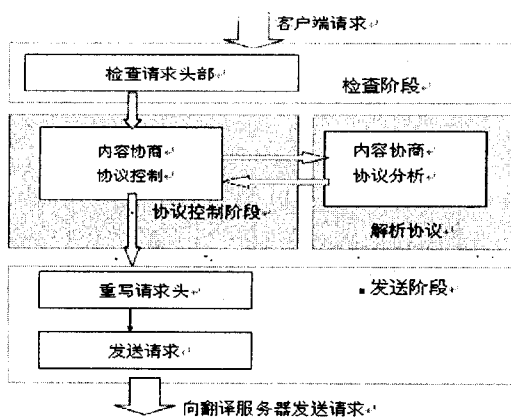 客户端请求
检查请求头部
检查阶段
内容协商
协议控制
内容协商
协议分析
协议控制阶段
解析协议
重写请求头
发送阶段
发送请求
向翻译服务器发送请求